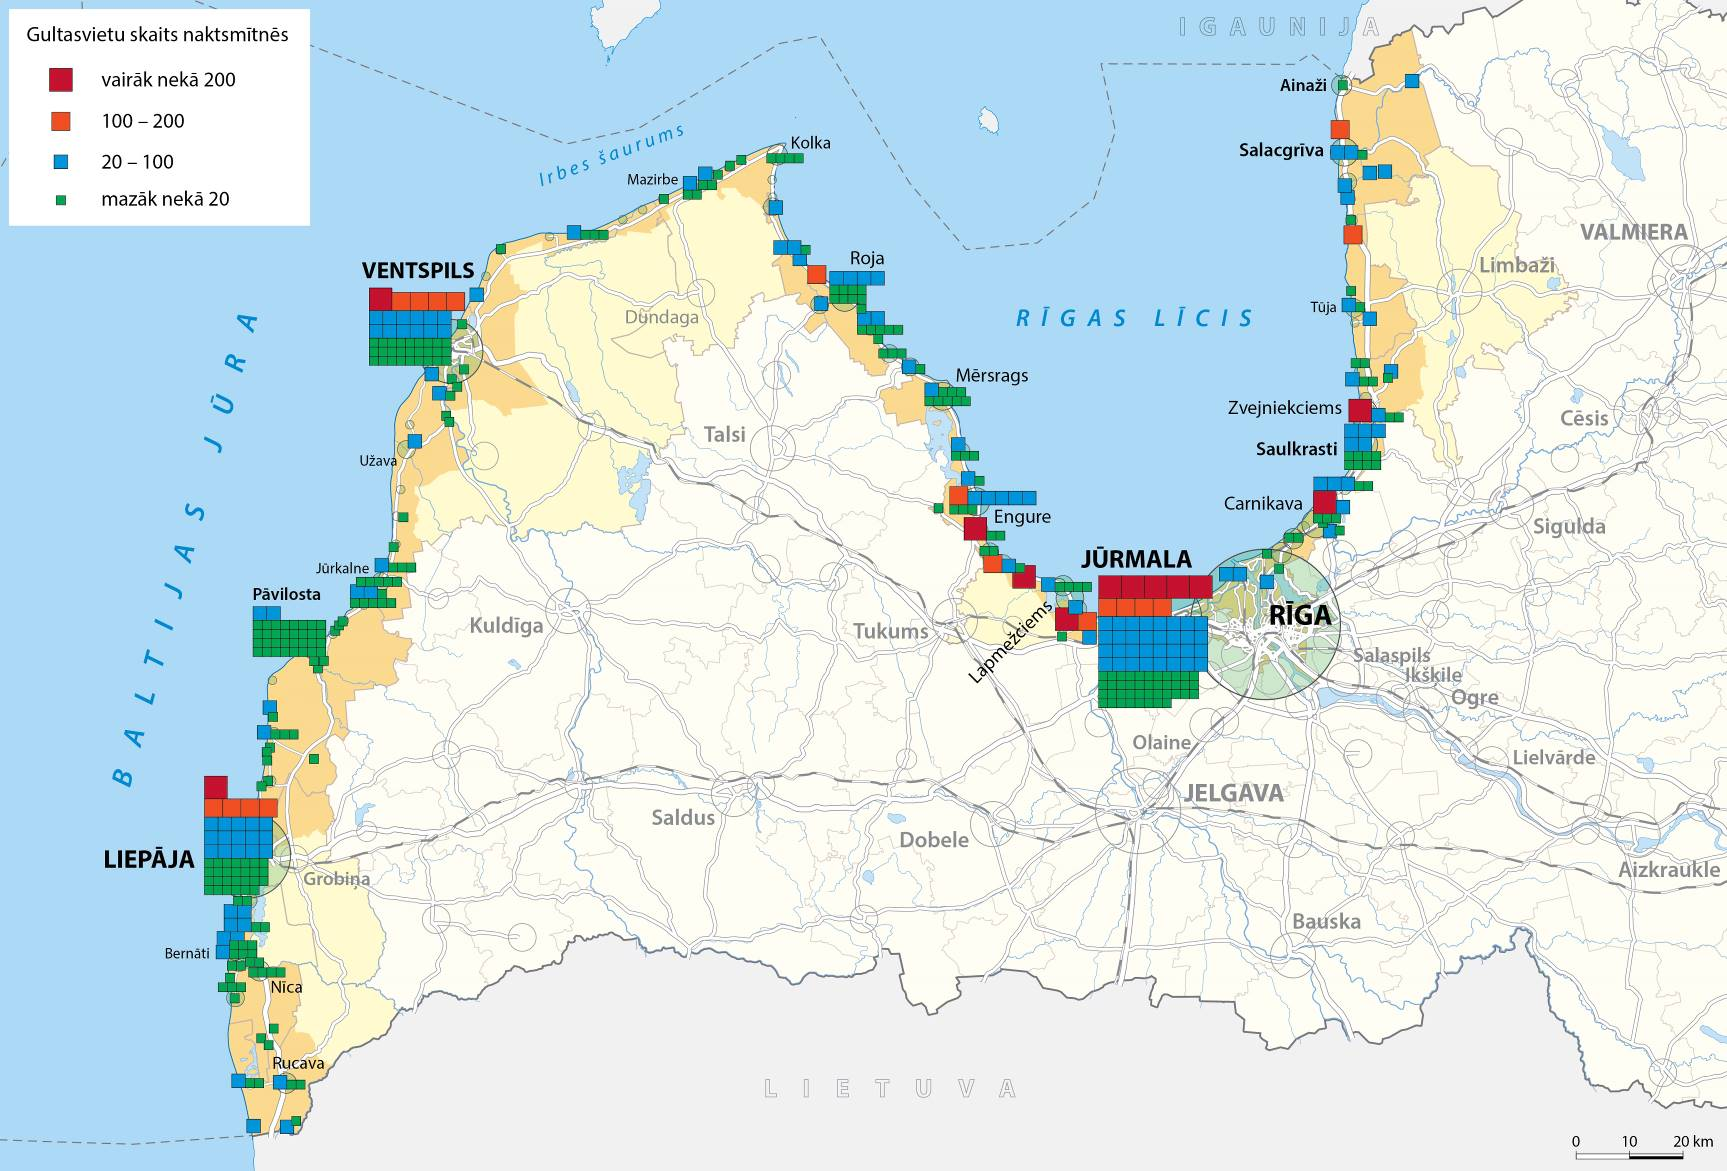 Gultasvietu skaits naktsmītnēs
vairāk nekā 200
100 – 200
20 – 100
mazāk nekā 20
IGAUNIJA
Ainaži
Salacgrīva
Kolka
Irbes šaurums
Mazirbe
VALMIERA
VENTSPILS
Roja
Limbaži
Dundaga
RĪGAS LĪCIS
Tūja
BALTIJAS JŪRA
Mērsrags
Zvejniekciems
Cēsis
Talsi
Saulkrasti
Užava
Carnikava
Engure
Sigulda
JŪRMALA
Jūrkalne
Pāvilosta
RĪGA
Kuldīga
Tukums
Lapmežciems
Salaspils
Ikšķile
Ogre
Olaine
Lielvārde
JELGAVA
Saldus
Dobele
LIEPĀJA
Aizkraukle
Grobiņa
Bauska
Bernāti
Nīca
Rucava
LIETUVA
0 10 20 km